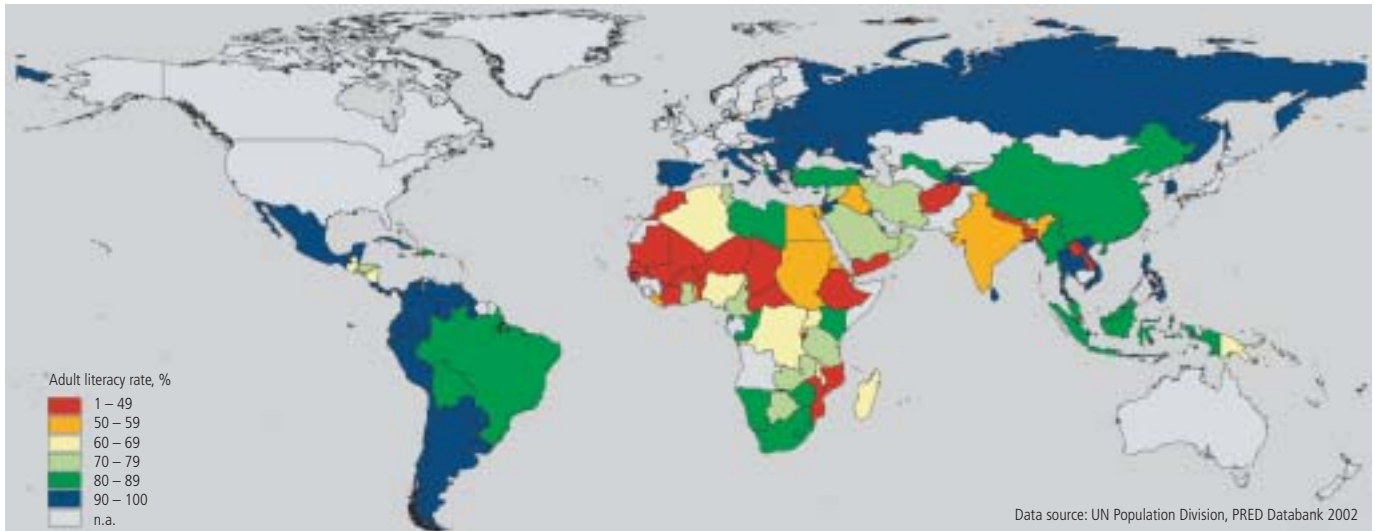 Adult literacy rate, %
1 – 49
50 – 59
60 – 69
70 – 79
80 – 89
90 – 100
n.a.
Data source: UN Population Division, PRED Databank 2002